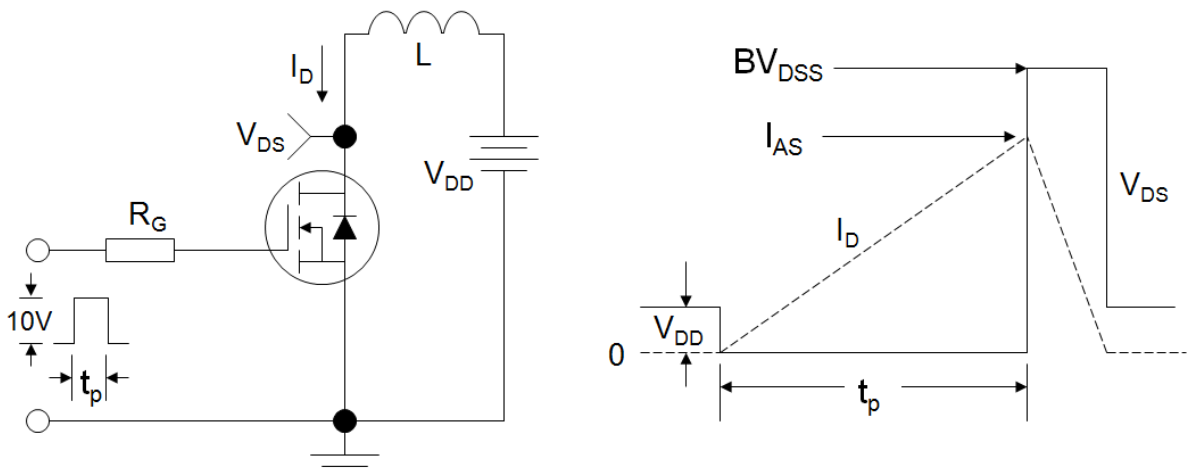 I_D
L
V_DS
V_DD
R_G
10V
t_p
BV_DSS
I_AS
V_DS
I_D
V_DD
0
t_p